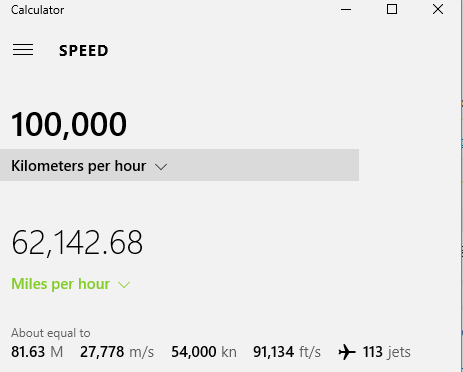 Calculator
SPEED
100,000
Kilometers per hour
62,142.68
Miles per hour
About equal to
81.63 M 27,778 m/s 54,000 kn 91,134 ft/s 113 jets